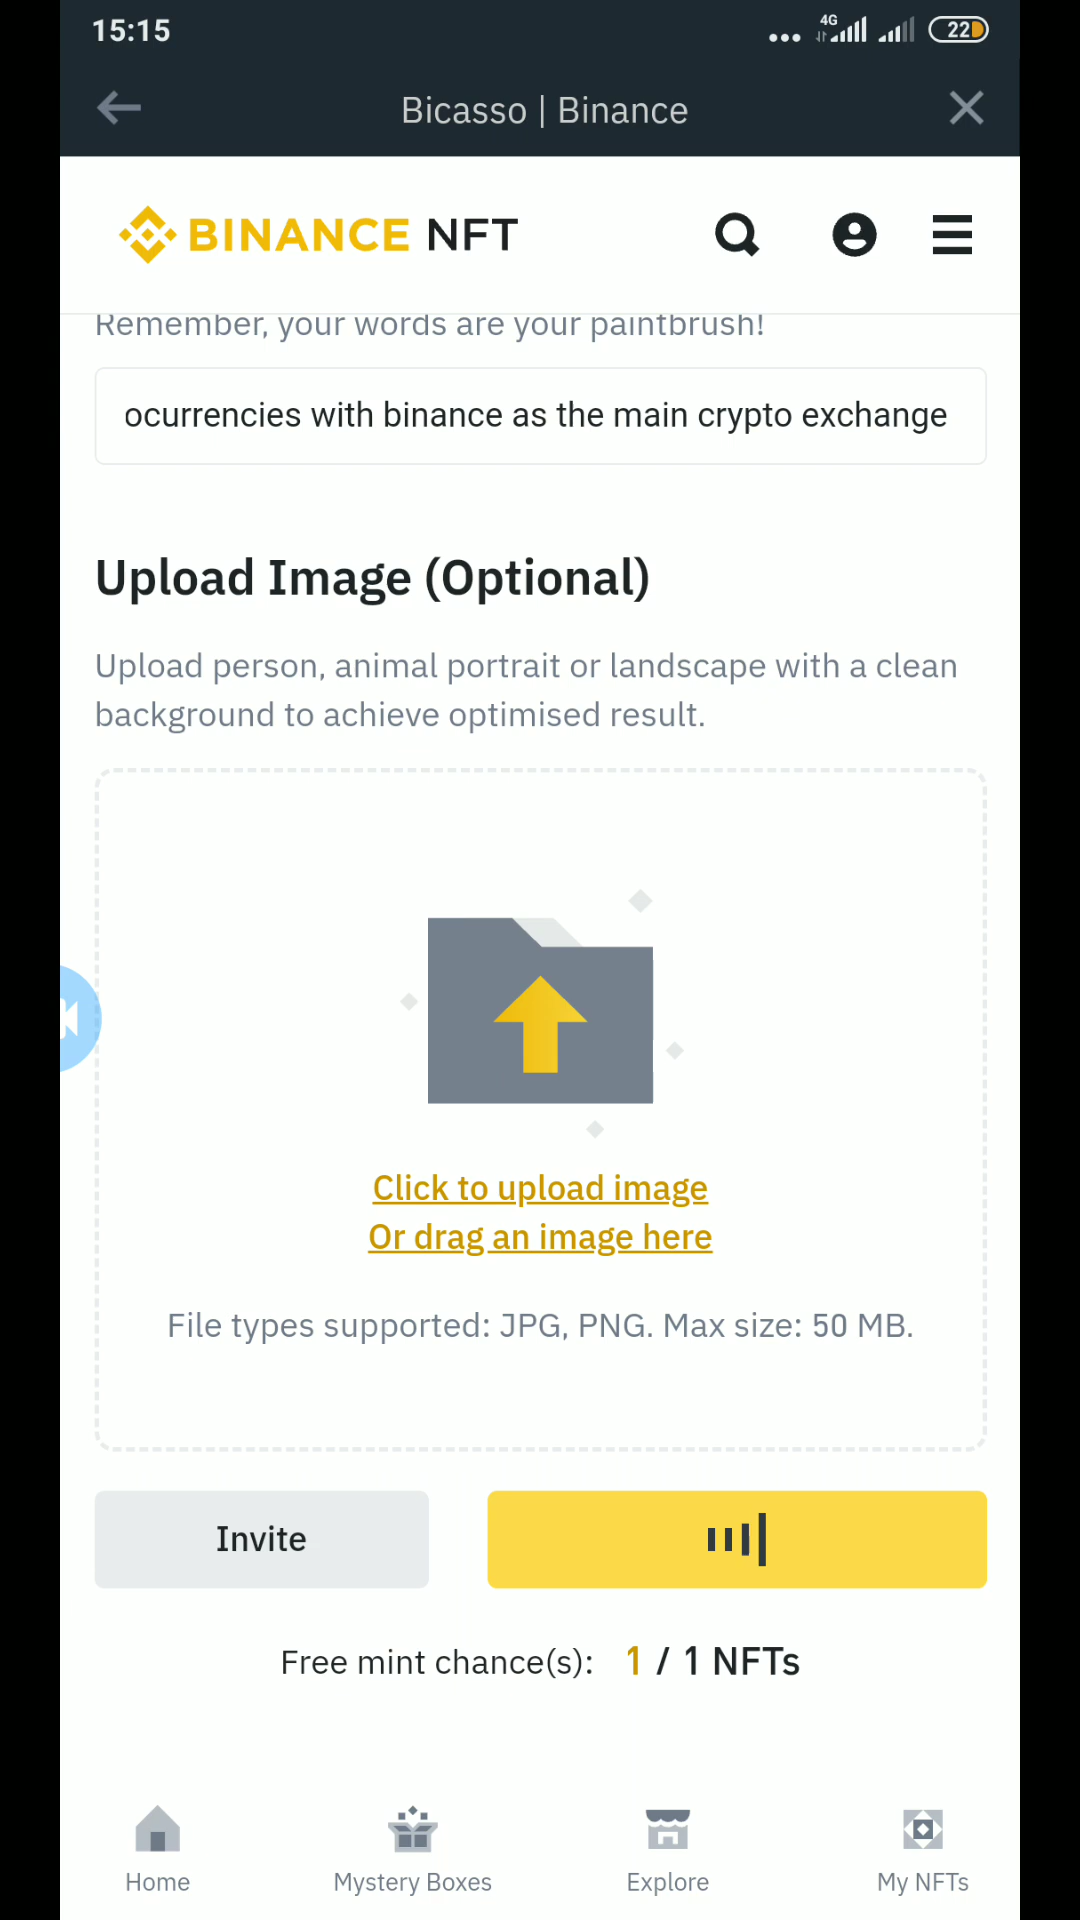 15:15
4G
22
Bicasso | Binance
BINANCE NFT
Remember, your words are your paintbrush!
ocurrencies with binance as the main crypto exchange
Upload Image (Optional)
Upload person, animal portrait or landscape with a clean
background to achieve optimised result.
Click to upload image
Or drag an image here
File types supported: JPG, PNG. Max size: 50 MB.
Invite
Free mint chance(s): 1 / 1 NFTs
Home
Mystery Boxes
Explore
My NFTs